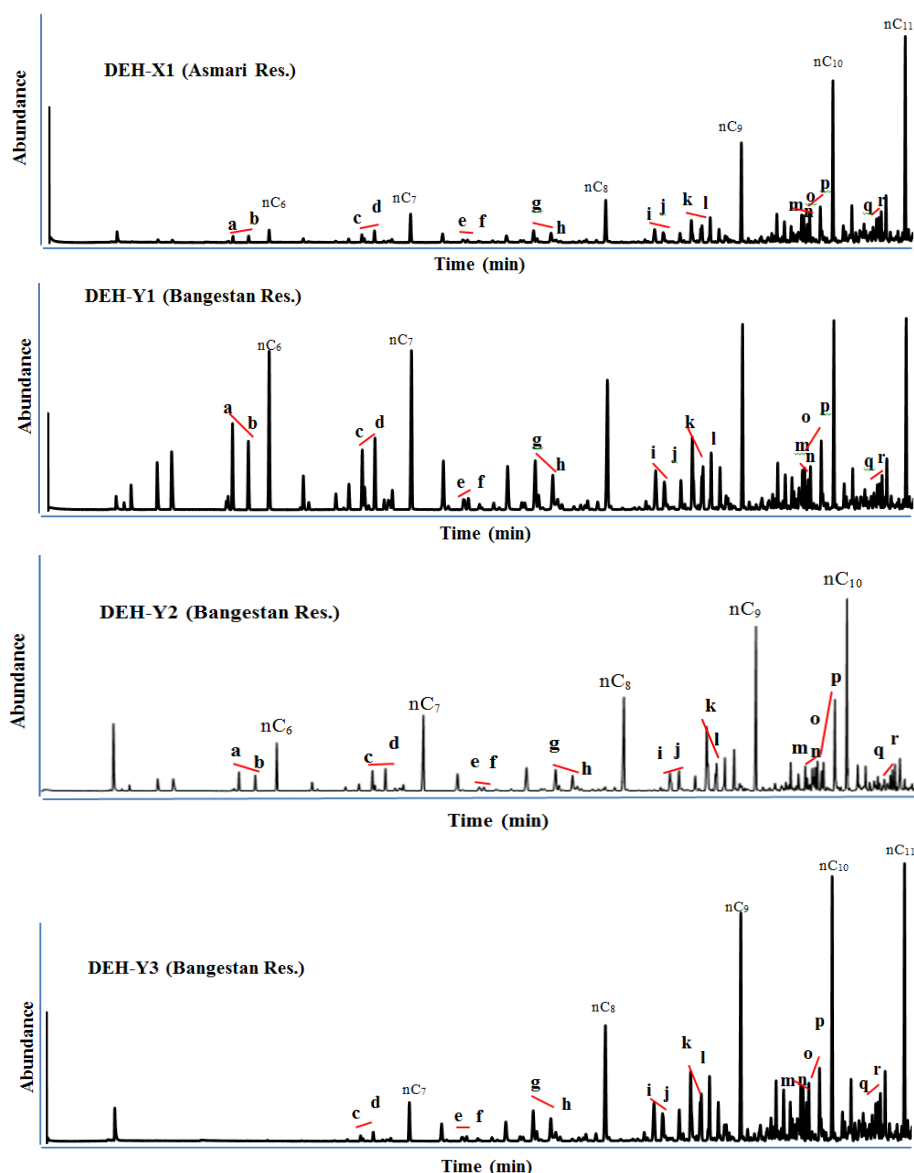 nC11
DEH-X1 (Asmari Res.)
nC10
nC9
nC8
nC7
nC6
a b c d e f g h i j k l m n o p q r
Abundance
Time (min)
DEH-Y1 (Bangestan Res.)
nC6
nC7
a b c d e f g h i j k l m n o p q r
Abundance
Time (min)
nC10
DEH-Y2 (Bangestan Res.)
nC9
nC8
nC7
nC6
a b c d e f g h i j k l m n o p q r
Abundance
Time (min)
nC11
nC10
nC9
DEH-Y3 (Bangestan Res.)
nC8
nC7
c d e f g h i j k l m n o p q r
Abundance
Time (min)